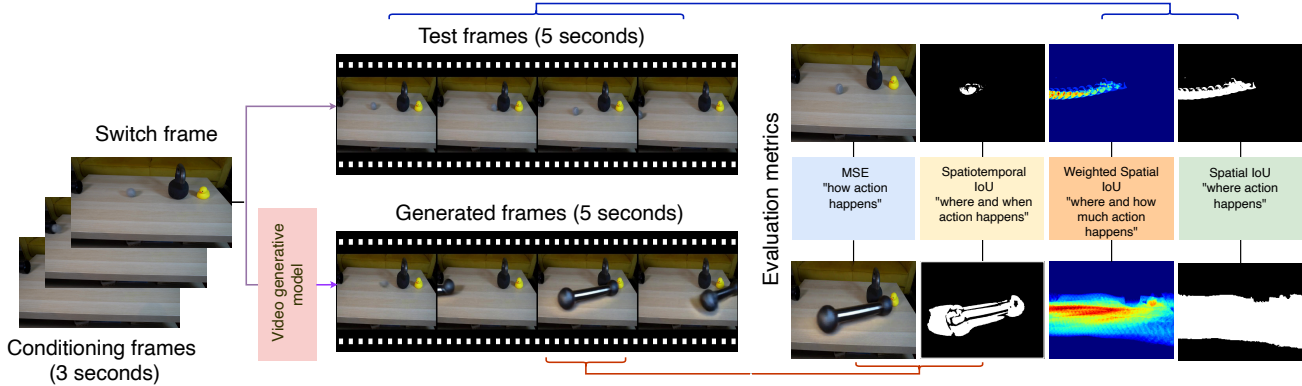 Test frames (5 seconds)
Switch frame
Conditioning frames
(3 seconds)
Video generative
model
Generated frames (5 seconds)
Evaluation metrics
MSE
"how action
happens"
Spatiotemporal
IoU
"where and when
action happens"
Weighted Spatial
IoU
"where and how
much action
happens"
Spatial IoU
"where action
happens"